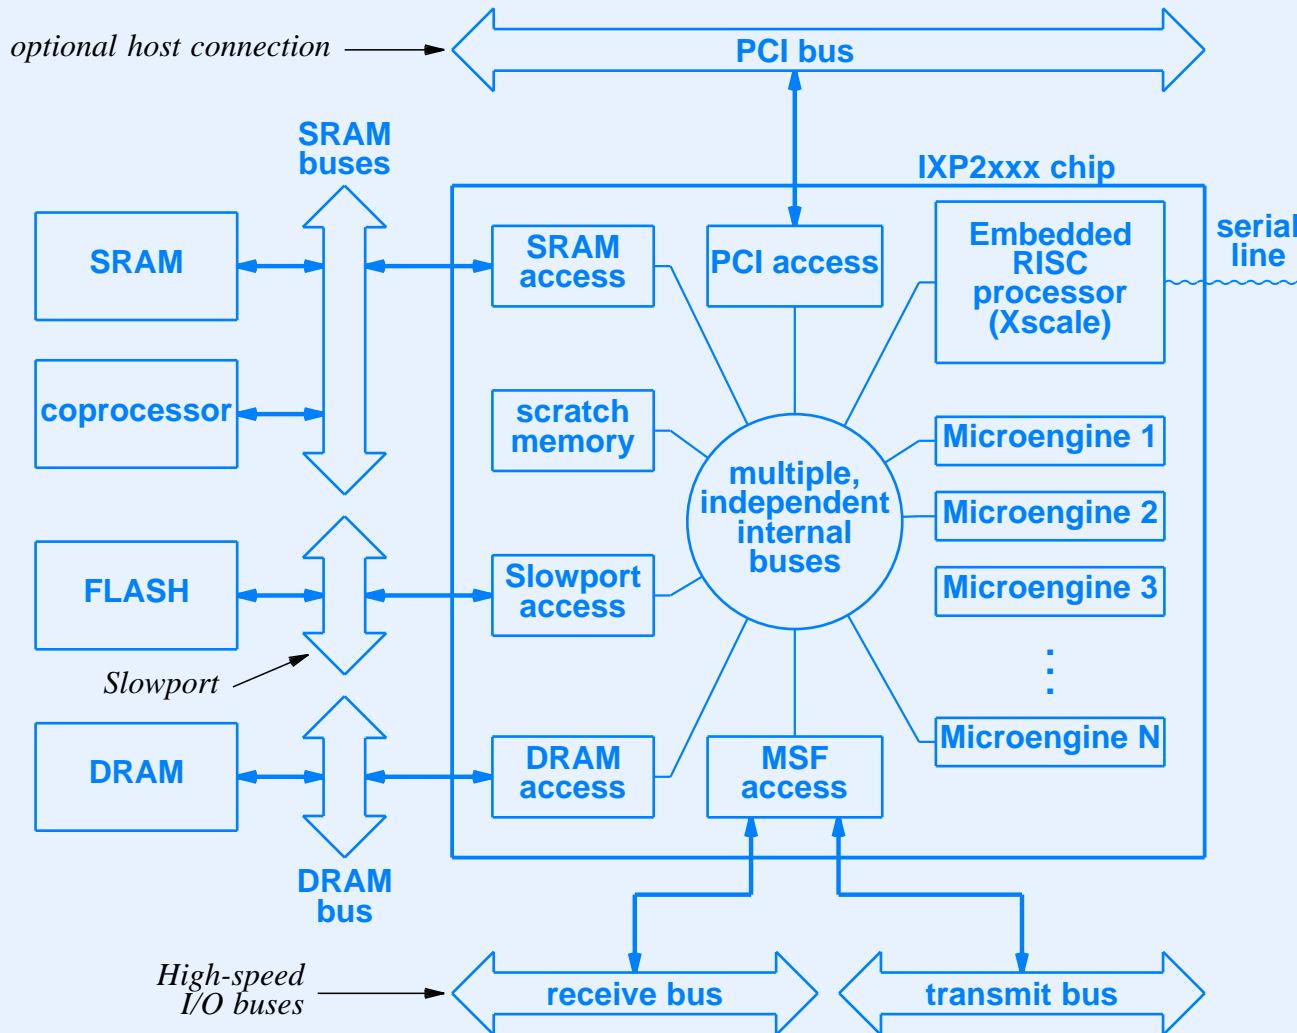 optional host connection
PCI bus
SRAM
buses
IXP2xxx chip
SRAM
SRAM
access
PCI access
Embedded
RISC
processor
(Xscale)
serial
line
coprocessor
scratch
memory
multiple,
independent
internal
buses
Microengine 1
Microengine 2
Microengine 3
Microengine N
FLASH
Slowport
access
Slowport
DRAM
DRAM
access
MSF
access
DRAM
bus
High-speed
I/O buses
receive bus
transmit bus